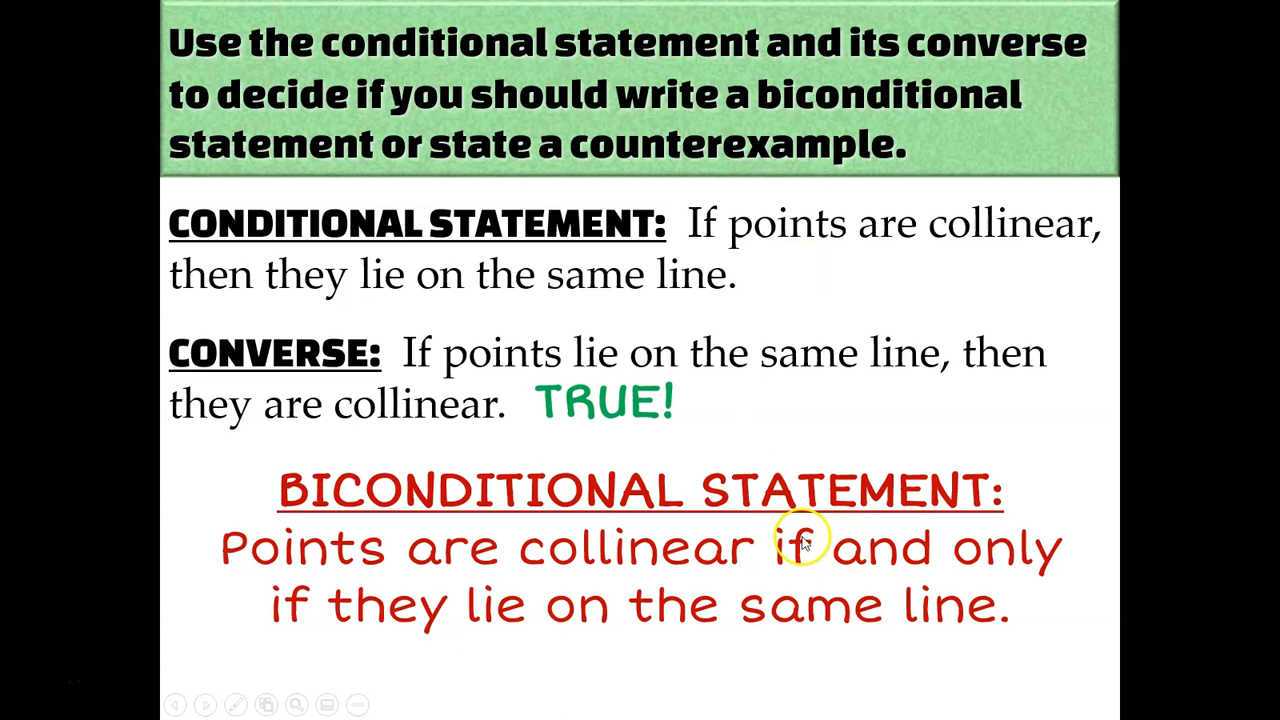 Use the conditional statement and its converse
to decide if you should write a biconditional
statement or state a counterexample.
CONDITIONAL STATEMENT: If points are collinear,
then they lie on the same line.
CONVERSE: If points lie on the same line, then
they are collinear. TRUE!
BICONDITIONAL STATEMENT:
Points are collinear if and only
if they lie on the same line.